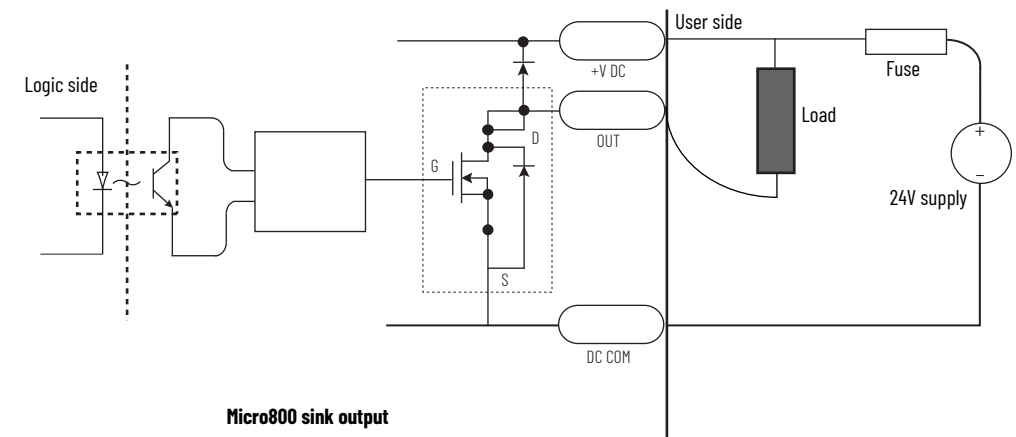 User side
+V DC
Fuse
Logic side
Load
D
OUT
G
+
–
24V supply
S
DC COM
Micro800 sink output